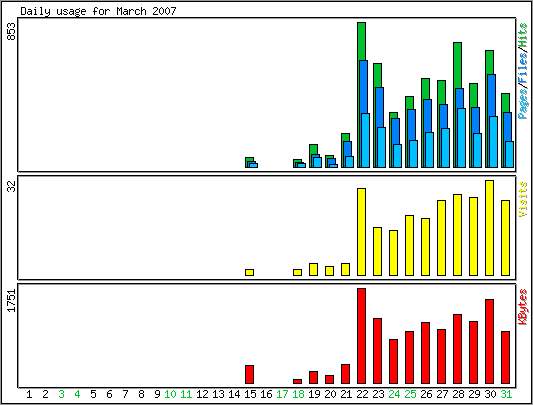 Daily usage for March 2007
853
Pages/Files/Hits
32
Visits
1751
KBytes
1 2 3 4 5 6 7 8 9 10 11 12 13 14 15 16 17 18 19 20 21 22 23 24 25 26 27 28 29 30 31